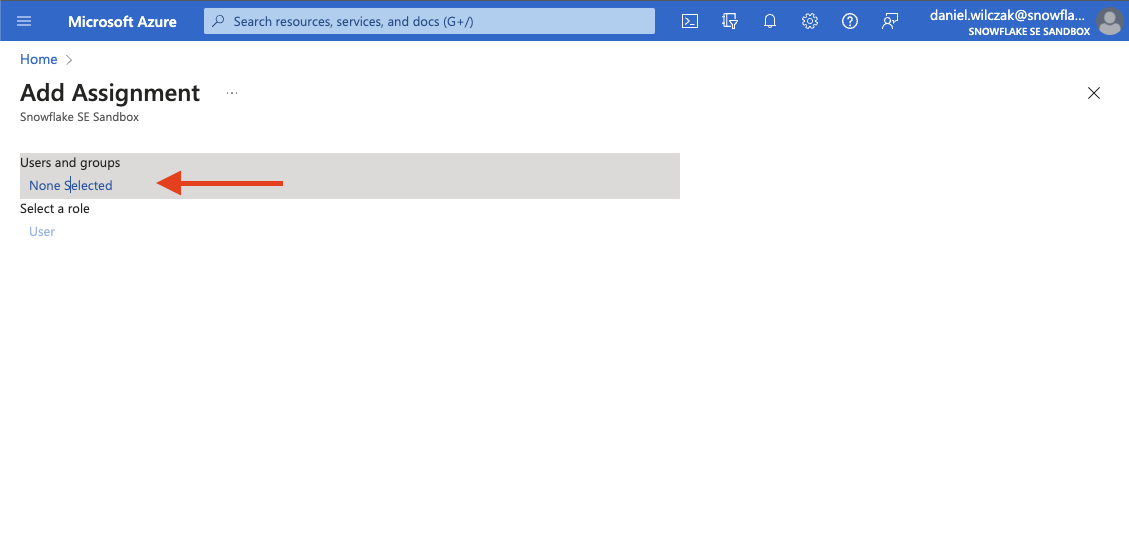 Microsoft Azure
Search resources, services, and docs (G+/)
daniel.wilczak@snowfla...
SNOWFLAKE SE SANDBOX
Home
Add Assignment ...
Snowflake SE Sandbox
Users and groups
None Selected
Select a role
User